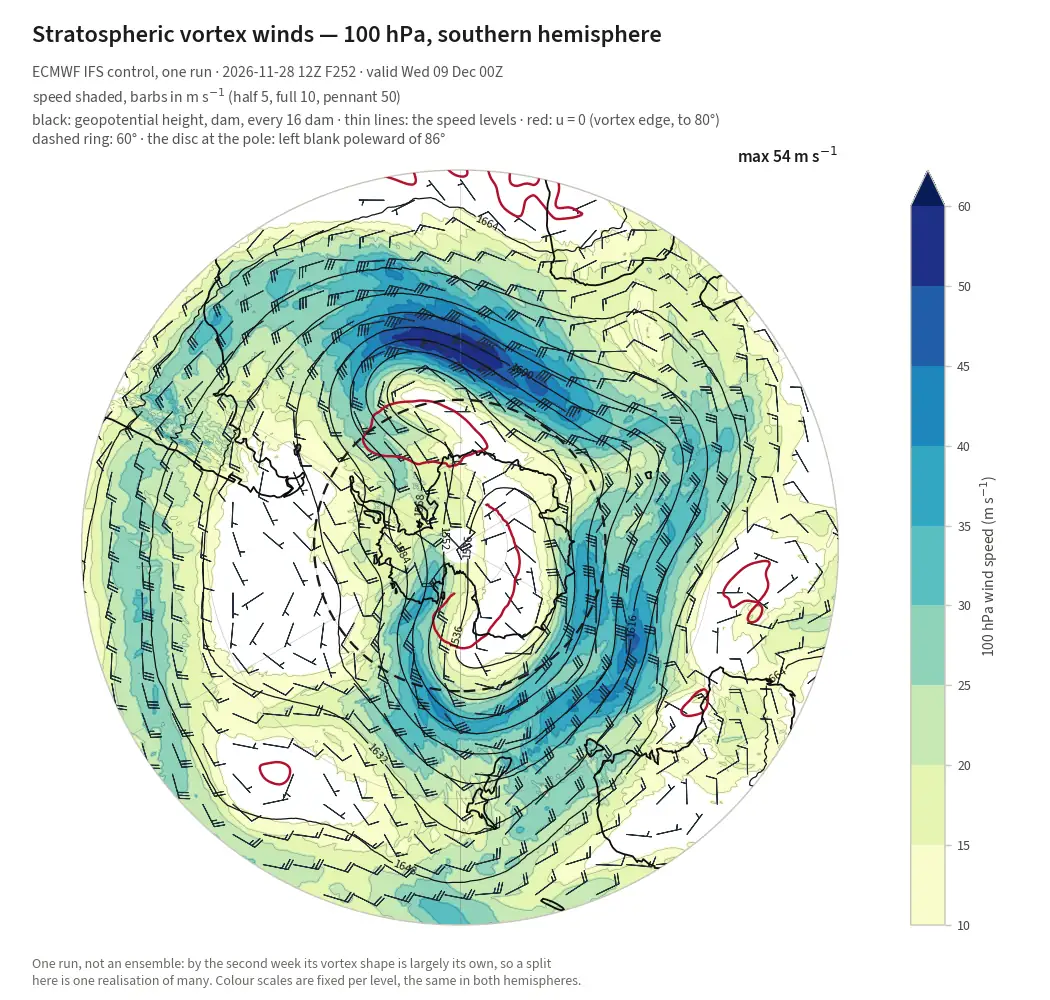 Stratospheric vortex winds — 100 hPa, southern hemisphere
ECMWF IFS control, one run · 2026-11-28 12Z F252 · valid Wed 09 Dec 00Z
speed shaded, barbs in m s⁻¹ (half 5, full 10, pennant 50)
black: geopotential height, dam, every 16 dam · thin lines: the speed levels · red: u = 0 (vortex edge, to 80°)
dashed ring: 60° · the disc at the pole: left blank poleward of 86°
max 54 m s⁻¹
1664
1600
1568
1552
1536
1584
1536
1616
1632
1648
60
50
45
40
35
30
25
20
15
10
100 hPa wind speed (m s⁻¹)
One run, not an ensemble: by the second week its vortex shape is largely its own, so a split
here is one realisation of many. Colour scales are fixed per level, the same in both hemispheres.